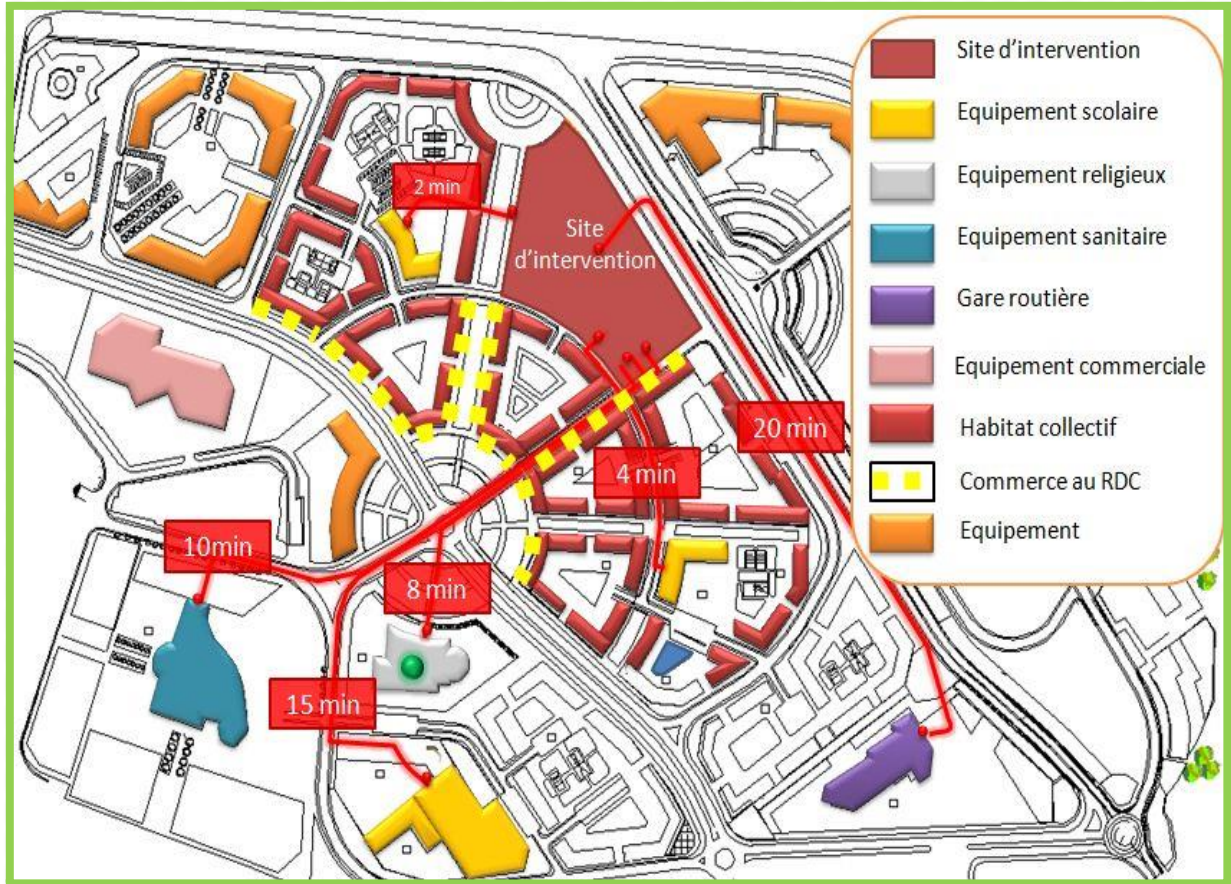 Site d'intervention
Equipement scolaire
Equipement religieux
Equipement sanitaire
Gare routière
Equipement commerciale
Habitat collectif
Commerce au RDC
Equipement
2 min
Site
d'intervention
20 min
4 min
10min
8 min
15 min